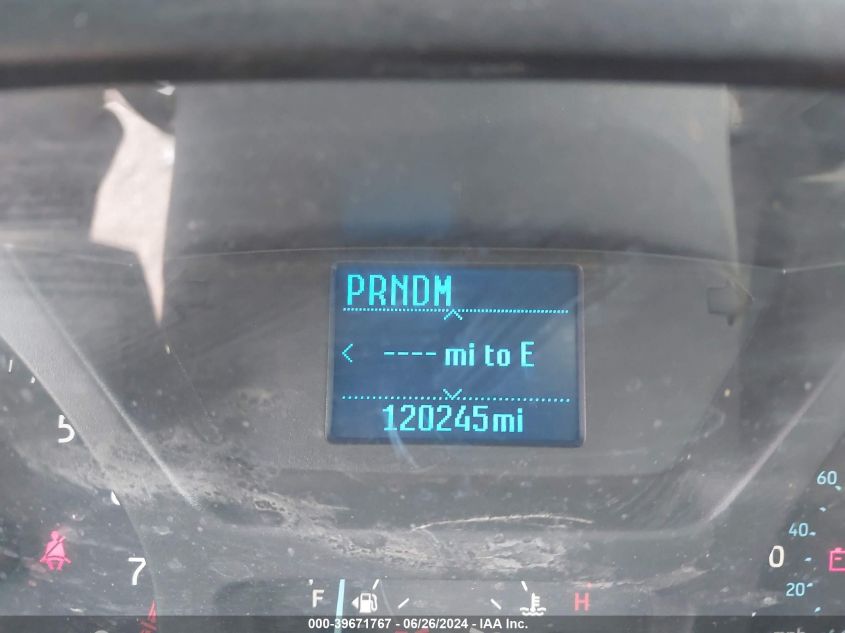 PRNDM
---- mi to E
120245mi
5
60
40
7
0
20
F
H
000-39671767 - 06/26/2024 - IAA Inc.